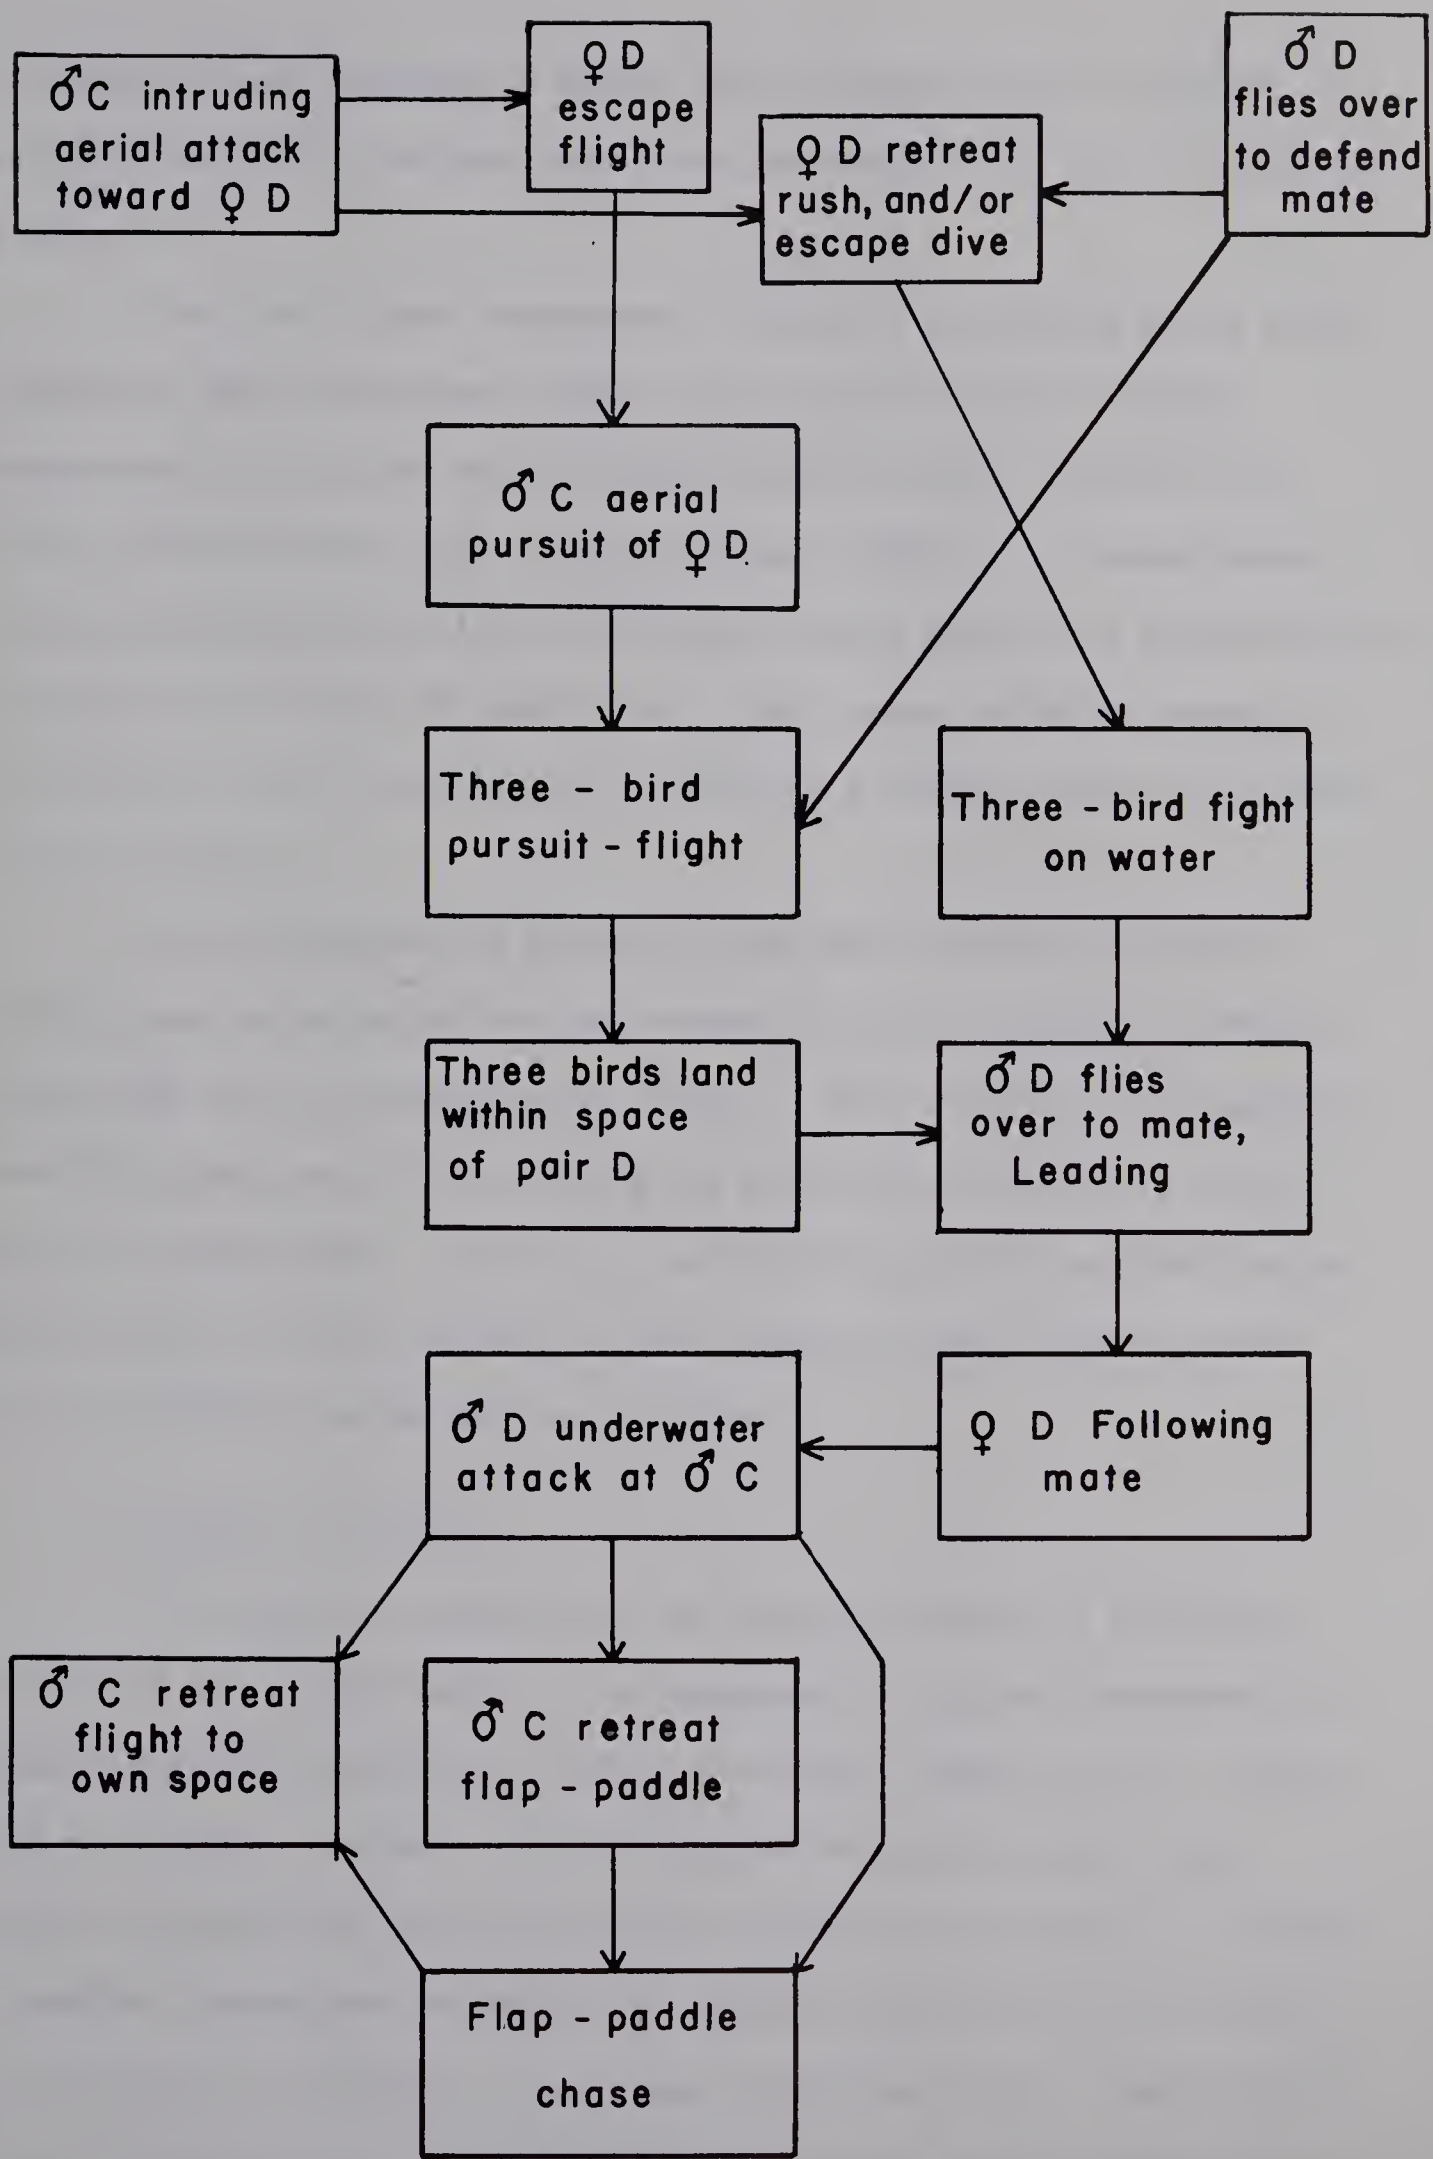 ♂ C intruding
aerial attack
toward ♀ D
♀ D
escape
flight
♀ D retreat
rush, and/or
escape dive
♂ D
flies over
to defend
mate
♂ C aerial
pursuit of ♀ D
Three - bird
pursuit - flight
Three - bird fight
on water
Three birds land
within space
of pair D
♂ D flies
over to mate,
Leading
♂ D underwater
attack at ♂ C
♀ D Following
mate
♂ C retreat
flight to
own space
♂ C retreat
flap - paddle
Flap - paddle
chase